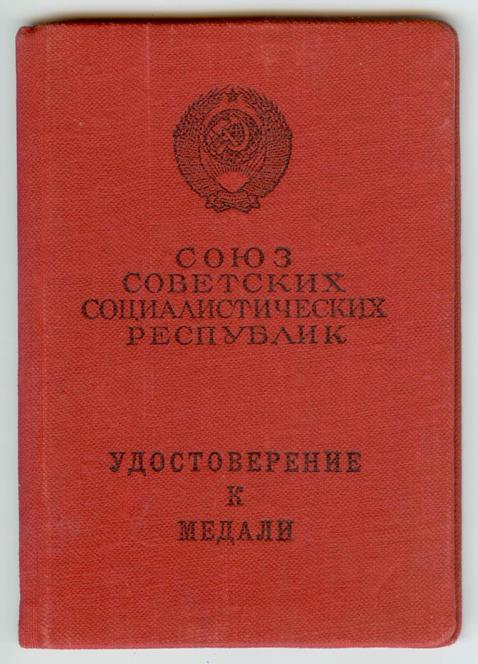 СОЮЗ
СОВЕТСКИХ
СОЦИАЛИСТИЧЕСКИХ
РЕСПУБЛИК
УДОСТОВЕРЕНИЕ
К
МЕДАЛИ